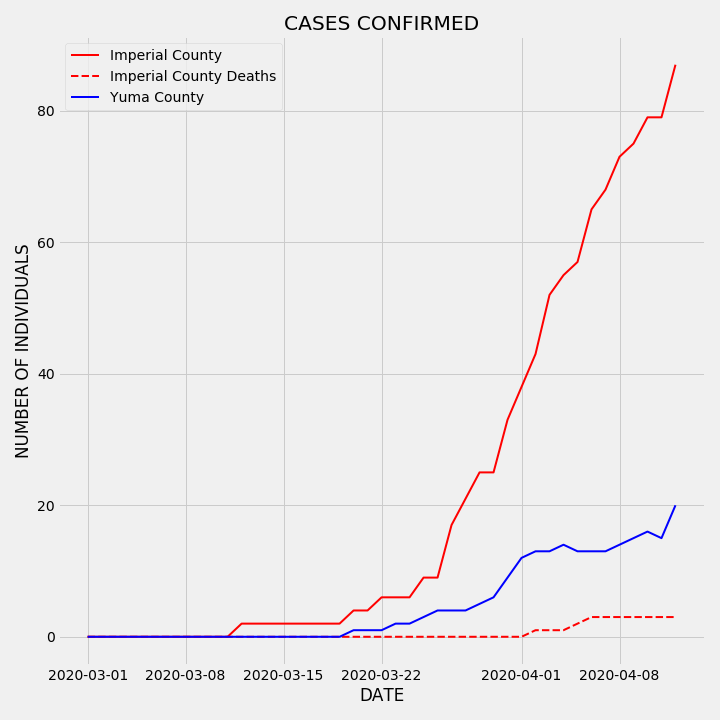 CASES CONFIRMED
Imperial County
Imperial County Deaths
Yuma County
NUMBER OF INDIVIDUALS
80
60
40
20
0
2020-03-01 2020-03-08 2020-03-15 2020-03-22 2020-04-01 2020-04-08
DATE